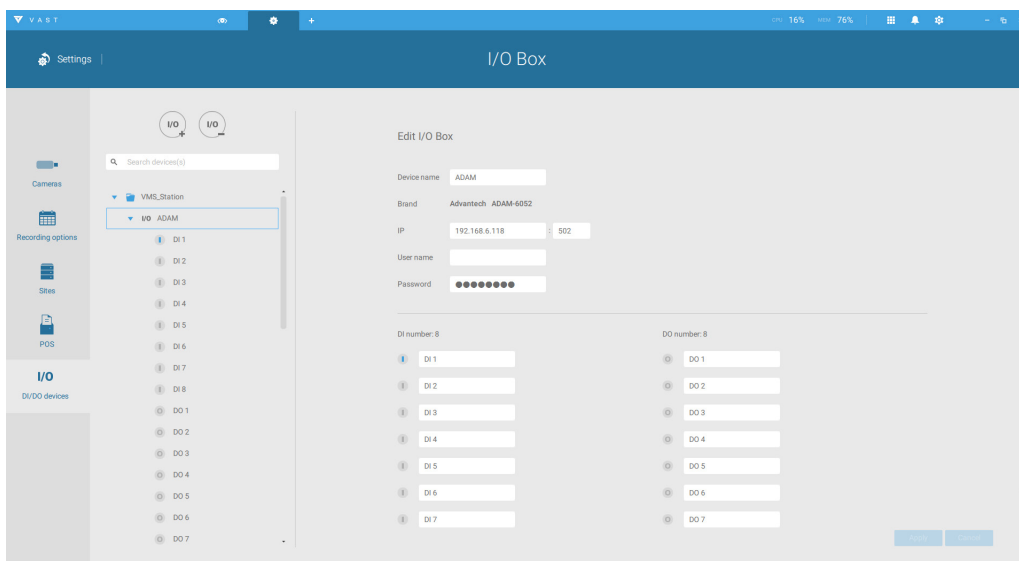 VAST
+
CPU 16% MEM 76%
Settings
I/O Box
Cameras
Recording options
Sites
POS
I/O
DI/DO devices
I/O
I/O
Search devices(s)
VMS_Station
I/O ADAM
DI 1
DI 2
DI 3
DI 4
DI 5
DI 6
DI 7
DI 8
DO 1
DO 2
DO 3
DO 4
DO 5
DO 6
DO 7
Edit I/O Box
Device name ADAM
Brand Advantech ADAM-6052
IP 192.168.6.118 : 502
User name
Password
DI number: 8 DO number: 8
DI 1 DO 1
DI 2 DO 2
DI 3 DO 3
DI 4 DO 4
DI 5 DO 5
DI 6 DO 6
DI 7 DO 7
Apply Cancel